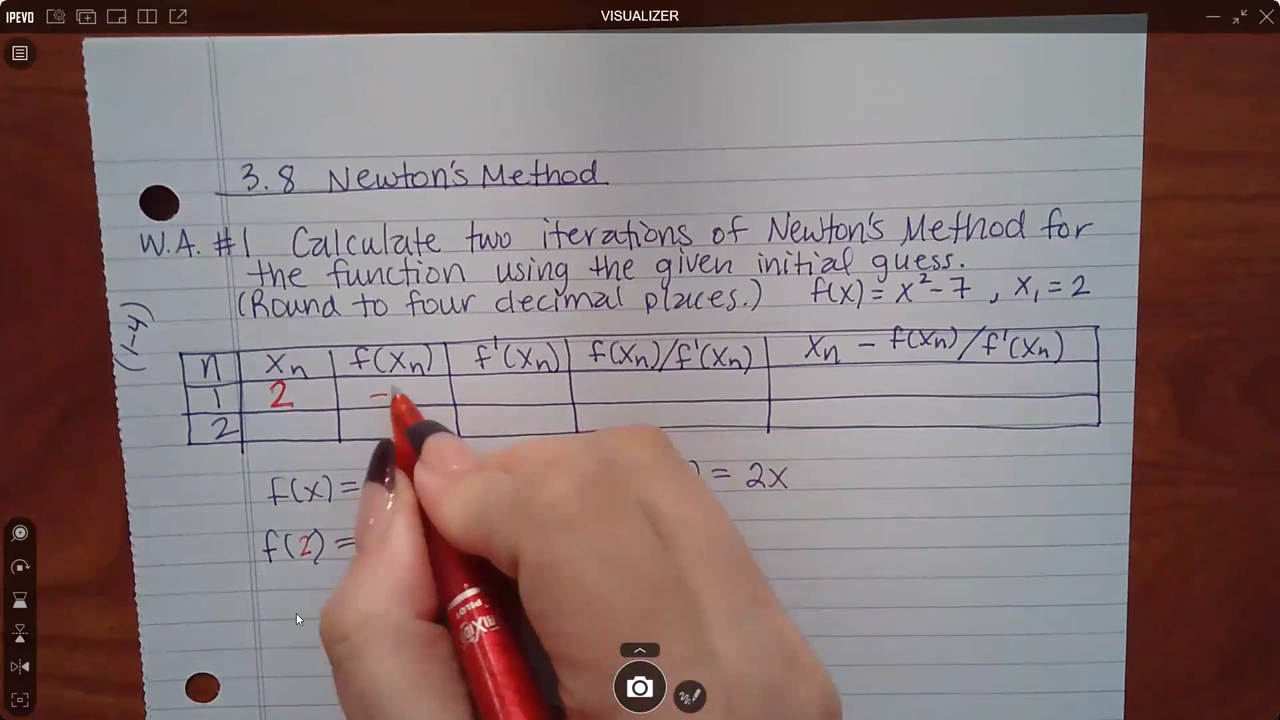 IPEVO
VISUALIZER
3.8 Newton's Method
W.A. #1 Calculate two iterations of Newton's Method for
the function using the given initial guess.
(Round to four decimal places.) f(x) = x²-7, x₁ = 2
(1-4)
n xₙ f(xₙ) f'(xₙ) f(xₙ)/f'(xₙ) xₙ - f(xₙ)/f'(xₙ)
1 2 -
2
f(x) = ) = 2x
f(2) =
PILOT